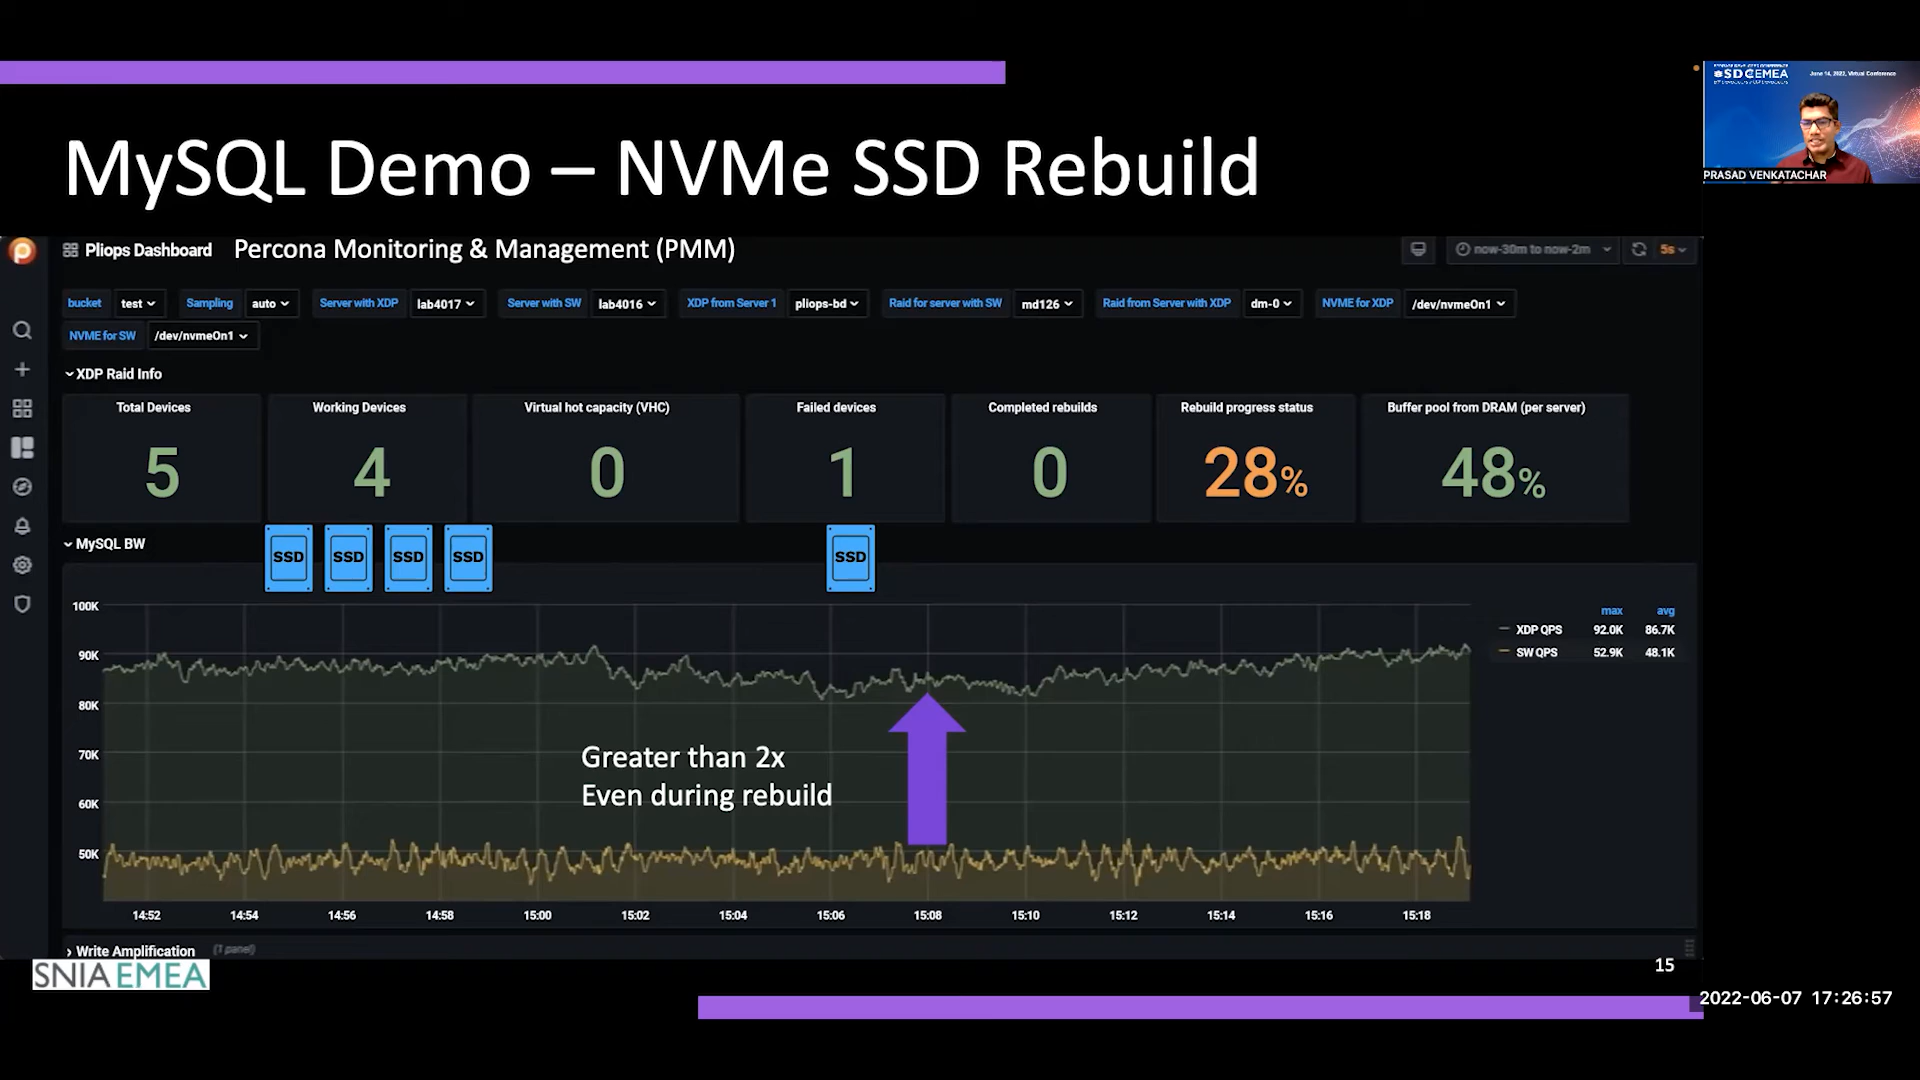 SDC EMEA
June 14, 2022, Virtual Conference
PRASAD VENKATACHAR
MySQL Demo – NVMe SSD Rebuild
Pliops Dashboard Percona Monitoring & Management (PMM)
now-30m to now-2m 5s
bucket test Sampling auto Server with XDP lab4017 Server with SW lab4016 XDP from Server 1 pliops-bd Raid for server with SW md126 Raid from Server with XDP dm-0 NVME for XDP /dev/nvme0n1
NVME for SW /dev/nvme0n1
XDP Raid Info
Total Devices Working Devices Virtual hot capacity (VHC) Failed devices Completed rebuilds Rebuild progress status Buffer pool from DRAM (per server)
5 4 0 1 0 28% 48%
MySQL BW
SSD SSD SSD SSD SSD
100K
90K
80K
70K
60K
50K
max avg
XDP QPS 92.0K 86.7K
SW QPS 52.9K 48.1K
Greater than 2x
Even during rebuild
14:52 14:54 14:56 14:58 15:00 15:02 15:04 15:06 15:08 15:10 15:12 15:14 15:16 15:18
Write Amplification (1 panel)
SNIA EMEA
15
2022-06-07 17:26:57